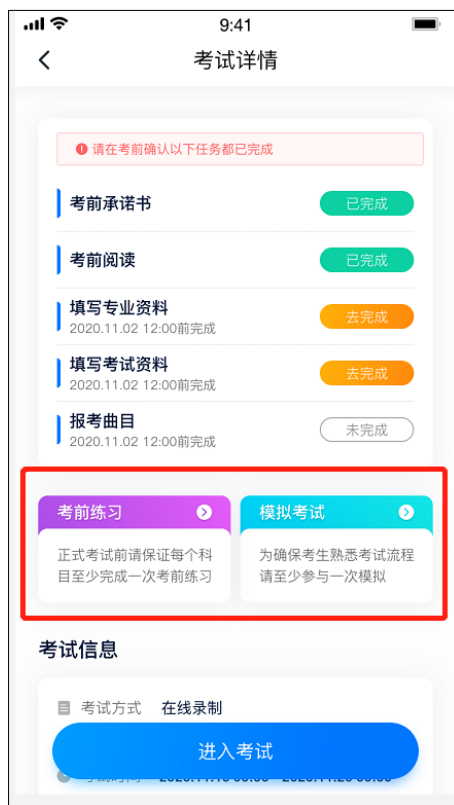 9:41
考试详情
请在考前确认以下任务都已完成
考前承诺书
已完成
考前阅读
已完成
填写专业资料
2020.11.02 12:00前完成
去完成
填写考试资料
2020.11.02 12:00前完成
去完成
报考曲目
2020.11.02 12:00前完成
未完成
考前练习
正式考试前请保证每个科
目至少完成一次考前练习
模拟考试
为确保考生熟悉考试流程
请至少参与一次模拟
考试信息
考试方式 在线录制
进入考试